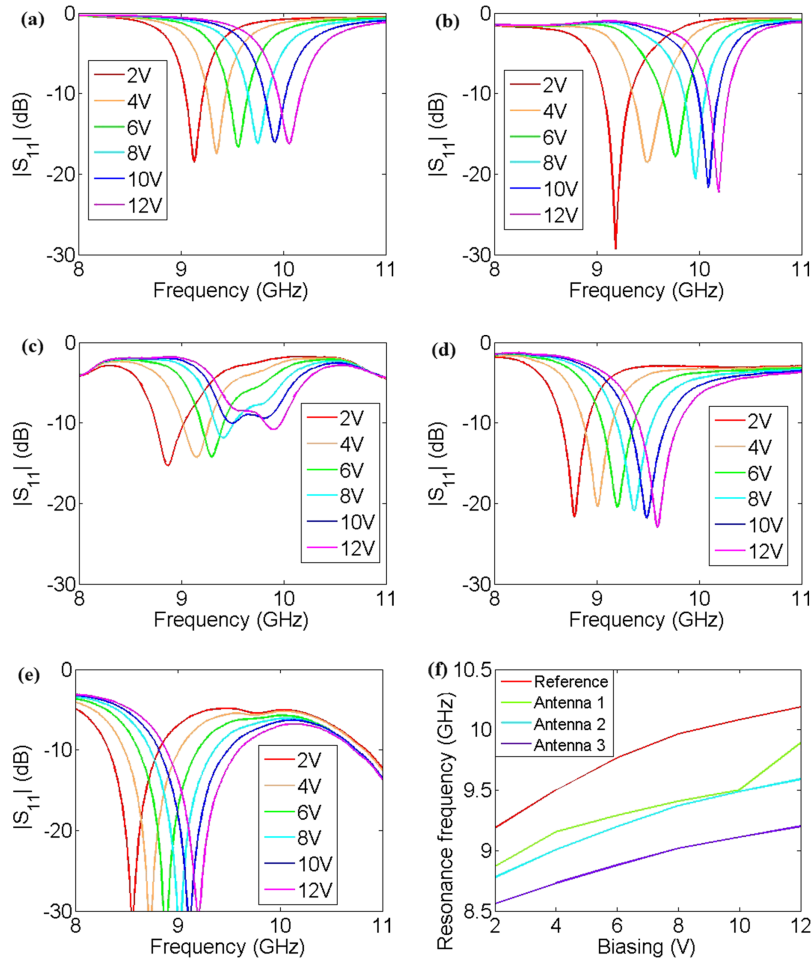 (a)
0
-10
-20
-30
|S11| (dB)
2V
4V
6V
8V
10V
12V
8 9 10 11
Frequency (GHz)
(b)
0
-10
-20
-30
|S11| (dB)
2V
4V
6V
8V
10V
12V
8 9 10 11
Frequency (GHz)
(c)
0
-10
-20
-30
|S11| (dB)
2V
4V
6V
8V
10V
12V
8 9 10 11
Frequency (GHz)
(d)
0
-10
-20
-30
|S11| (dB)
2V
4V
6V
8V
10V
12V
8 9 10 11
Frequency (GHz)
(e)
0
-10
-20
-30
|S11| (dB)
2V
4V
6V
8V
10V
12V
8 9 10 11
Frequency (GHz)
(f)
10.5
10
9.5
9
8.5
Resonance frequency (GHz)
Reference
Antenna 1
Antenna 2
Antenna 3
2 4 6 8 10 12
Biasing (V)